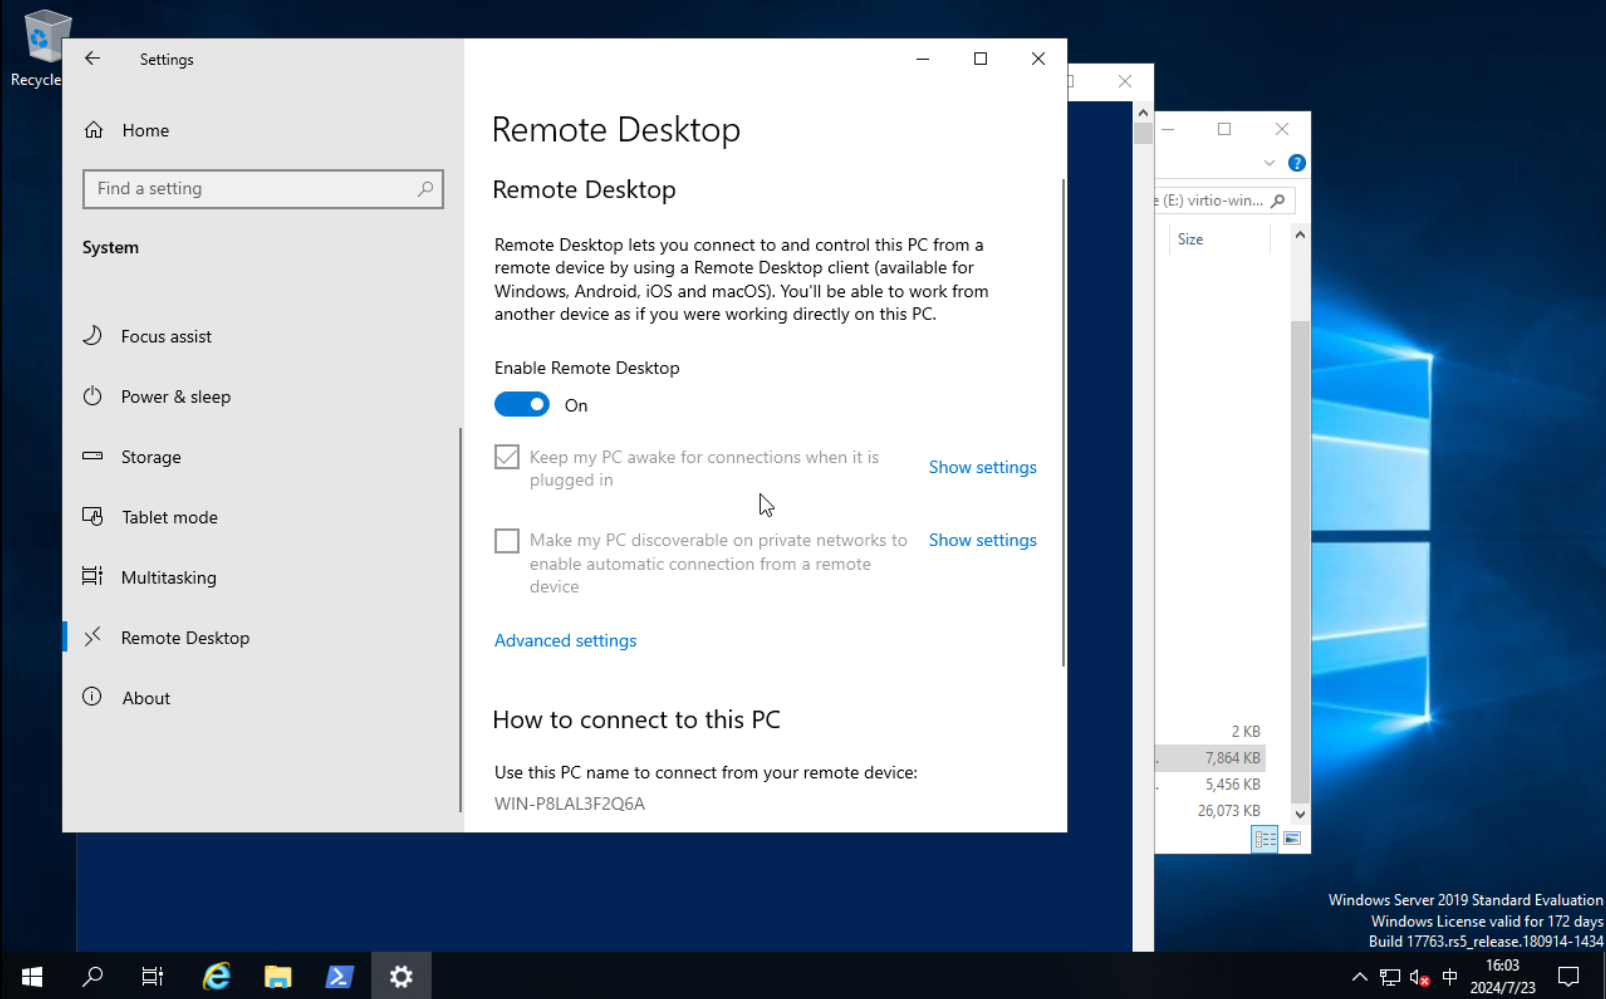 Recycle
Settings
Home
Find a setting
System
Focus assist
Power & sleep
Storage
Tablet mode
Multitasking
Remote Desktop
About
Remote Desktop
Remote Desktop
Remote Desktop lets you connect to and control this PC from a
remote device by using a Remote Desktop client (available for
Windows, Android, iOS and macOS). You'll be able to work from
another device as if you were working directly on this PC.
Enable Remote Desktop
On
Keep my PC awake for connections when it is
plugged in
Show settings
Make my PC discoverable on private networks to
enable automatic connection from a remote
device
Show settings
Advanced settings
How to connect to this PC
Use this PC name to connect from your remote device:
WIN-P8LAL3F2Q6A
e (E:) virtio-win...
Size
2 KB
7,864 KB
5,456 KB
26,073 KB
Windows Server 2019 Standard Evaluation
Windows License valid for 172 days
Build 17763.rs5_release.180914-1434
中
16:03
2024/7/23